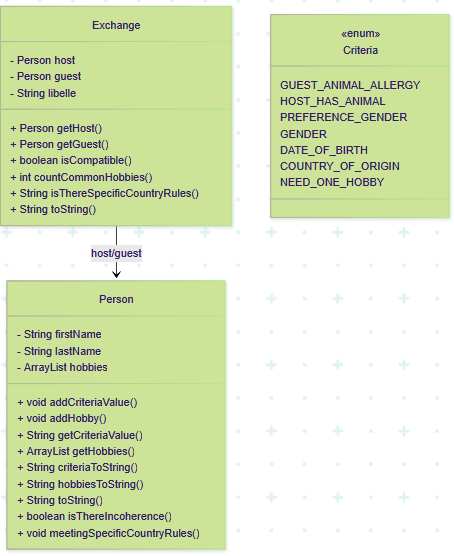 Exchange
- Person host
- Person guest
- String libelle
+ Person getHost()
+ Person getGuest()
+ boolean isCompatible()
+ int countCommonHobbies()
+ String isThereSpecificCountryRules()
+ String toString()
«enum»
Criteria
GUEST_ANIMAL_ALLERGY
HOST_HAS_ANIMAL
PREFERENCE_GENDER
GENDER
DATE_OF_BIRTH
COUNTRY_OF_ORIGIN
NEED_ONE_HOBBY
host/guest
Person
- String firstName
- String lastName
- ArrayList hobbies
+ void addCriteriaValue()
+ void addHobby()
+ String getCriteriaValue()
+ ArrayList getHobbies()
+ String criteriaToString()
+ String hobbiesToString()
+ String toString()
+ boolean isThereIncoherence()
+ void meetingSpecificCountryRules()